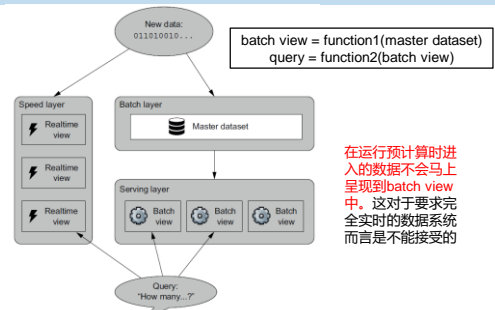 New data:
011010010...
batch view = function1(master dataset)
query = function2(batch view)
Speed layer
Realtime
view
Realtime
view
Realtime
view
Batch layer
Master dataset
Serving layer
Batch
view
Batch
view
Batch
view
在运行预计算时进
入的数据不会马上
呈现到batch view
中。这对于要求完
全实时的数据系统
而言是不能接受的
Query:
"How many...?"